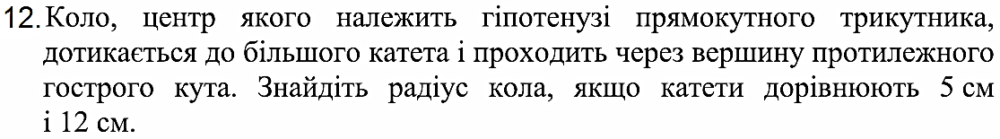 12. Коло, центр якого належить гіпотенузі прямокутного трикутника,
дотикається до більшого катета і проходить через вершину протилежного
гострого кута. Знайдіть радіус кола, якщо катети дорівнюють 5 см
і 12 см.